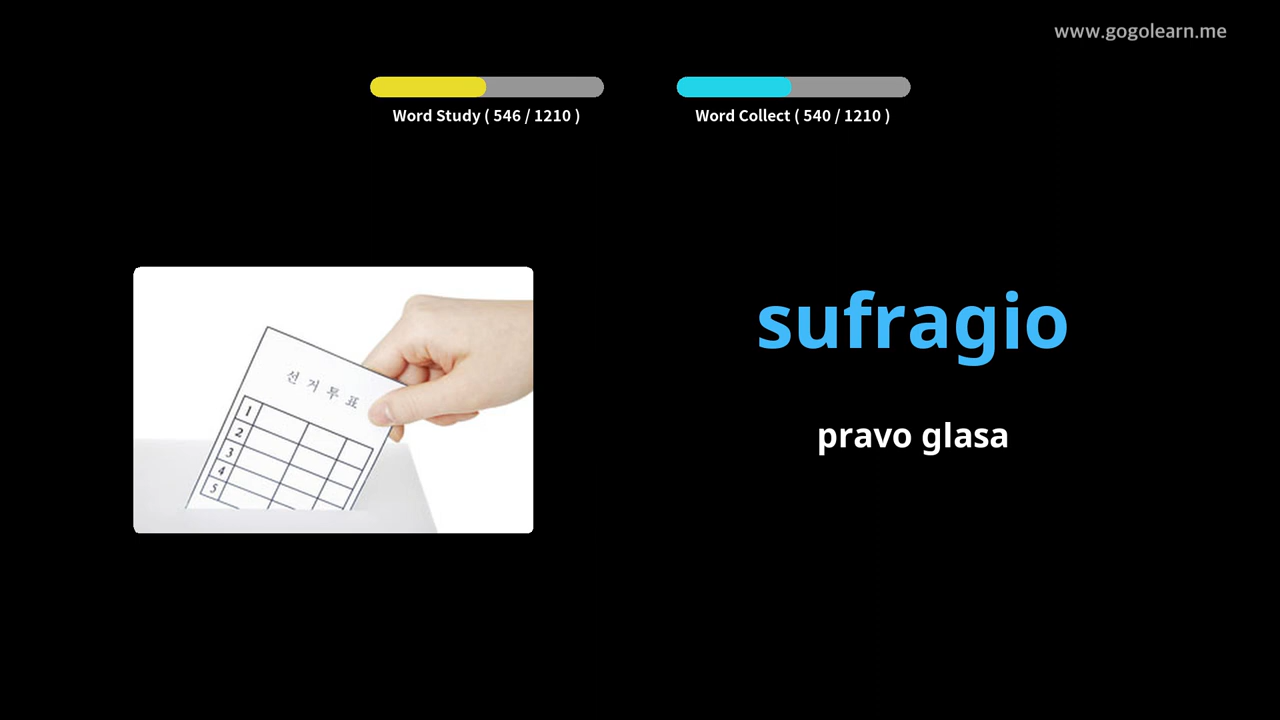 www.gogolearn.me
Word Study ( 546 / 1210 )
Word Collect ( 540 / 1210 )
선거투표
1
2
3
4
5
sufragio
pravo glasa